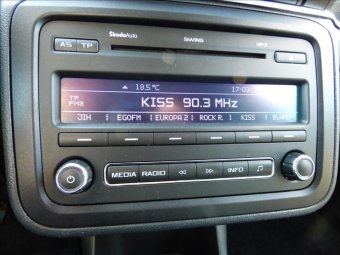 ŠkodaAuto SWING MP3
AS TP
18.5°C 17:03
TP
FM2
KISS 90.3 MHz
JIH EGOFM EUROPA 2 ROCK R. KISS
MEDIA RADIO INFO